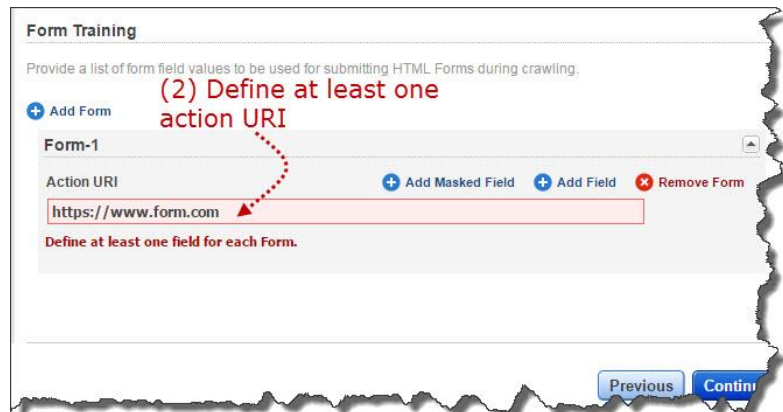 Form Training
Provide a list of form field values to be used for submitting HTML Forms during crawling.
(2) Define at least one
action URI
Add Form
Form-1
Action URI
Add Masked Field
Add Field
Remove Form
https://www.form.com
Define at least one field for each Form.
Previous
Continu